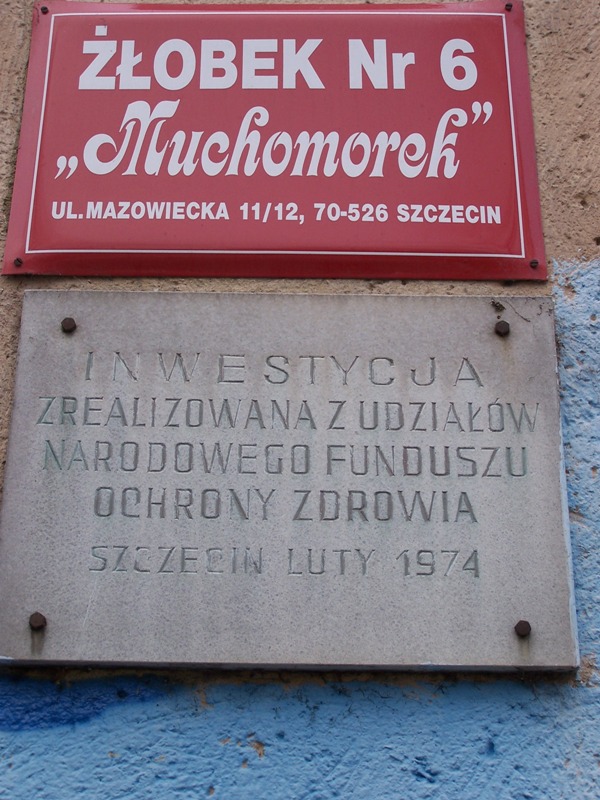 ŻŁOBEK Nr 6
„Muchomorek”
UL. MAZOWIECKA 11/12, 70-526 SZCZECIN
INWESTYCJA
ZREALIZOWANA Z UDZIAŁÓW
NARODOWEGO FUNDUSZU
OCHRONY ZDROWIA
SZCZECIN LUTY 1974